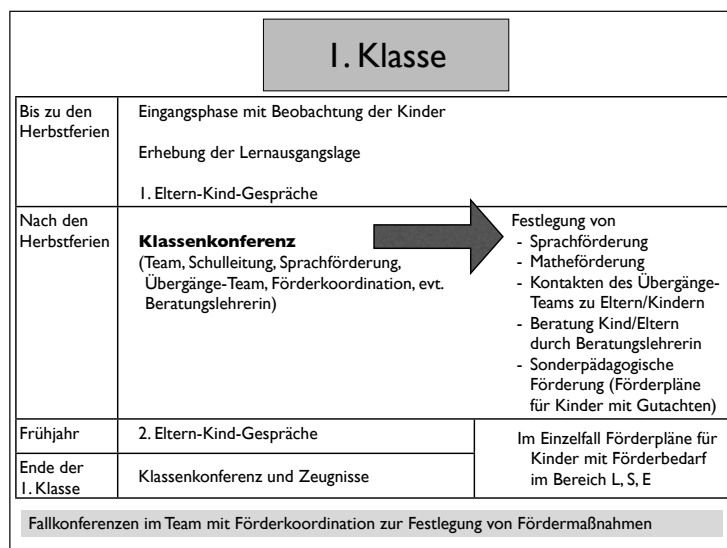 1. Klasse
Bis zu den
Herbstferien
Eingangsphase mit Beobachtung der Kinder
Erhebung der Lernausgangslage
1. Eltern-Kind-Gespräche
Nach den
Herbstferien
Klassenkonferenz
(Team, Schulleitung, Sprachförderung,
Übergänge-Team, Förderkoordination, evt.
Beratungslehrerin)
Festlegung von
- Sprachförderung
- Matheförderung
- Kontakten des Übergänge-
Teams zu Eltern/Kindern
- Beratung Kind/Eltern
durch Beratungslehrerin
- Sonderpädagogische
Förderung (Förderpläne
für Kinder mit Gutachten)
Frühjahr
2. Eltern-Kind-Gespräche
Ende der
1. Klasse
Klassenkonferenz und Zeugnisse
Im Einzelfall Förderpläne für
Kinder mit Förderbedarf
im Bereich L, S, E
Fallkonferenzen im Team mit Förderkoordination zur Festlegung von Fördermaßnahmen